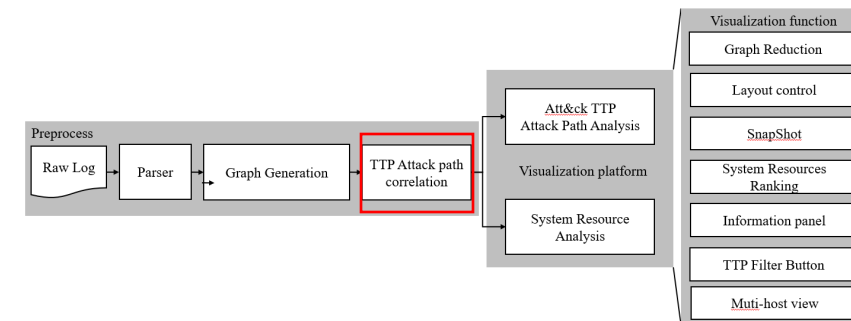 Visualization function
Graph Reduction
Layout control
SnapShot
System Resources
Ranking
Information panel
TTP Filter Button
Muti-host view
Att&ck TTP
Attack Path Analysis
Visualization platform
System Resource
Analysis
Preprocess
Raw Log
Parser
Graph Generation
TTP Attack path
correlation